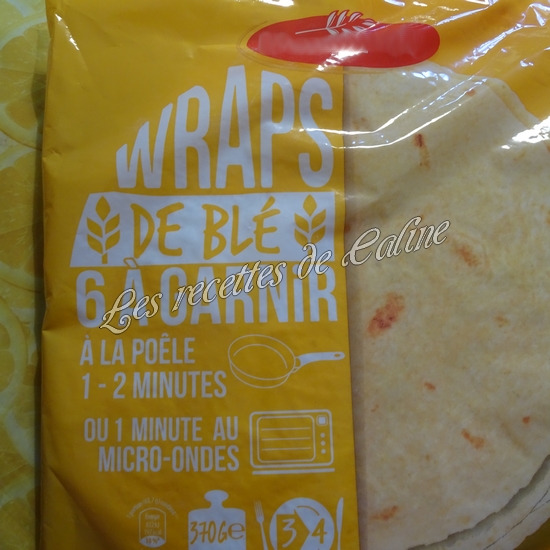 WRAPS
DE BLÉ
6 À GARNIR
Les recettes de Caline
À LA POÊLE
1 - 2 MINUTES
OU 1 MINUTE AU
MICRO-ONDES
370 G e
3 4